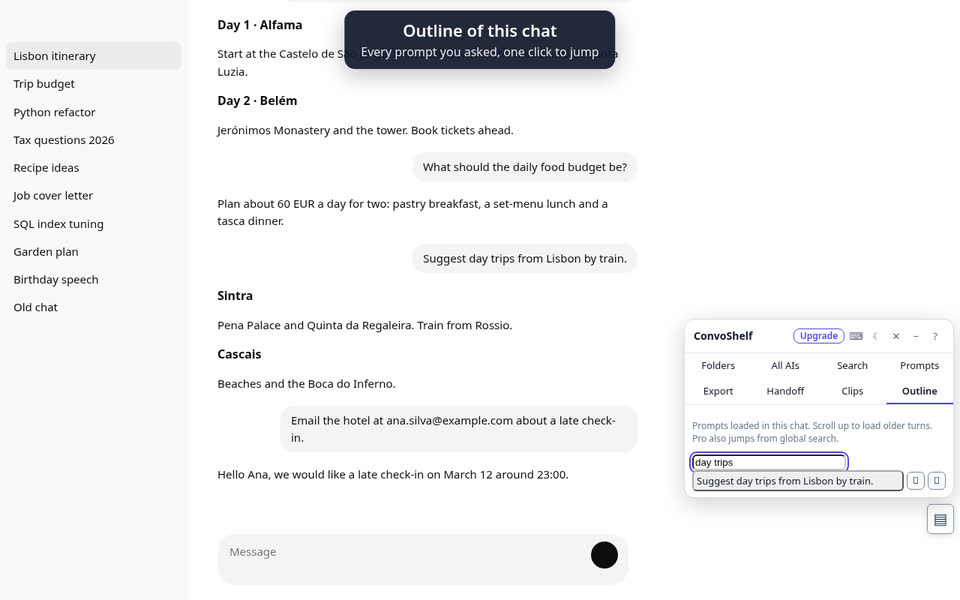 Lisbon itinerary
Trip budget
Python refactor
Tax questions 2026
Recipe ideas
Job cover letter
SQL index tuning
Garden plan
Birthday speech
Old chat
Outline of this chat
Every prompt you asked, one click to jump
Day 1 · Alfama
Start at the Castelo de
Luzia.
Day 2 · Belém
Jerónimos Monastery and the tower. Book tickets ahead.
What should the daily food budget be?
Plan about 60 EUR a day for two: pastry breakfast, a set-menu lunch and a
tasca dinner.
Suggest day trips from Lisbon by train.
Sintra
Pena Palace and Quinta da Regaleira. Train from Rossio.
Cascais
Beaches and the Boca do Inferno.
Email the hotel at ana.silva@example.com about a late check-
in.
Hello Ana, we would like a late check-in on March 12 around 23:00.
Message
ConvoShelf
Upgrade
?
Folders All AIs Search Prompts
Export Handoff Clips Outline
Prompts loaded in this chat. Scroll up to load older turns.
Pro also jumps from global search.
day trips
Suggest day trips from Lisbon by train.